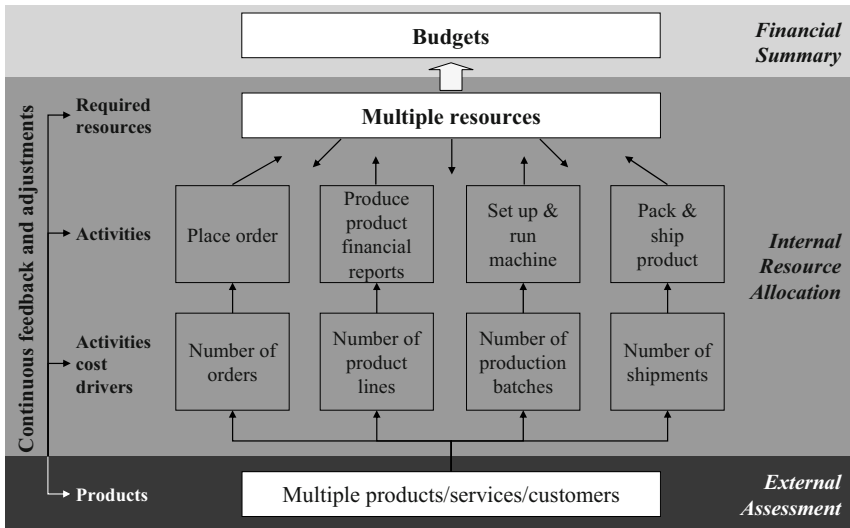 Budgets
Financial
Summary
Continuous feedback and adjustments
Required
resources
Multiple resources
Activities
Place order
Produce
product
financial
reports
Set up &
run
machine
Pack &
ship
product
Internal
Resource
Allocation
Activities
cost
drivers
Number of
orders
Number of
product
lines
Number of
production
batches
Number of
shipments
Products
Multiple products/services/customers
External
Assessment